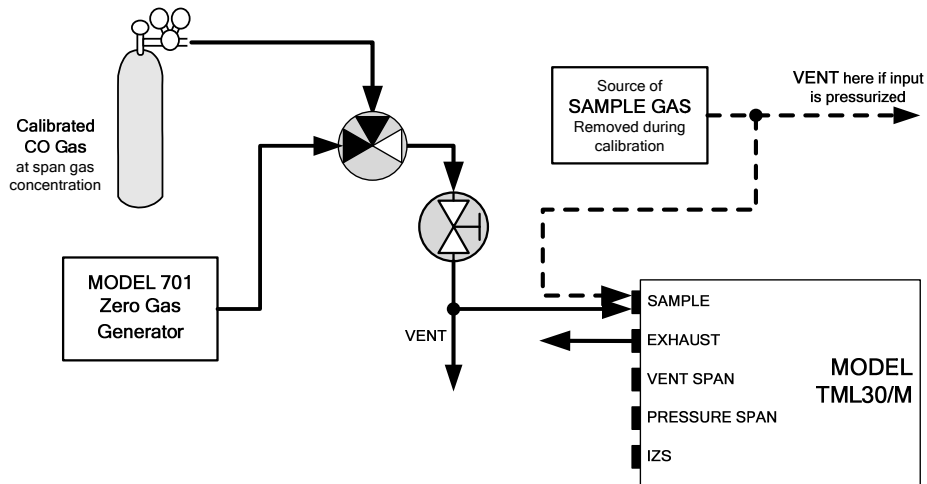 Calibrated
CO Gas
at span gas
concentration
MODEL 701
Zero Gas
Generator
VENT
Source of
SAMPLE GAS
Removed during
calibration
VENT here if input
is pressurized
SAMPLE
EXHAUST
VENT SPAN
PRESSURE SPAN
IZS
MODEL
TML30/M